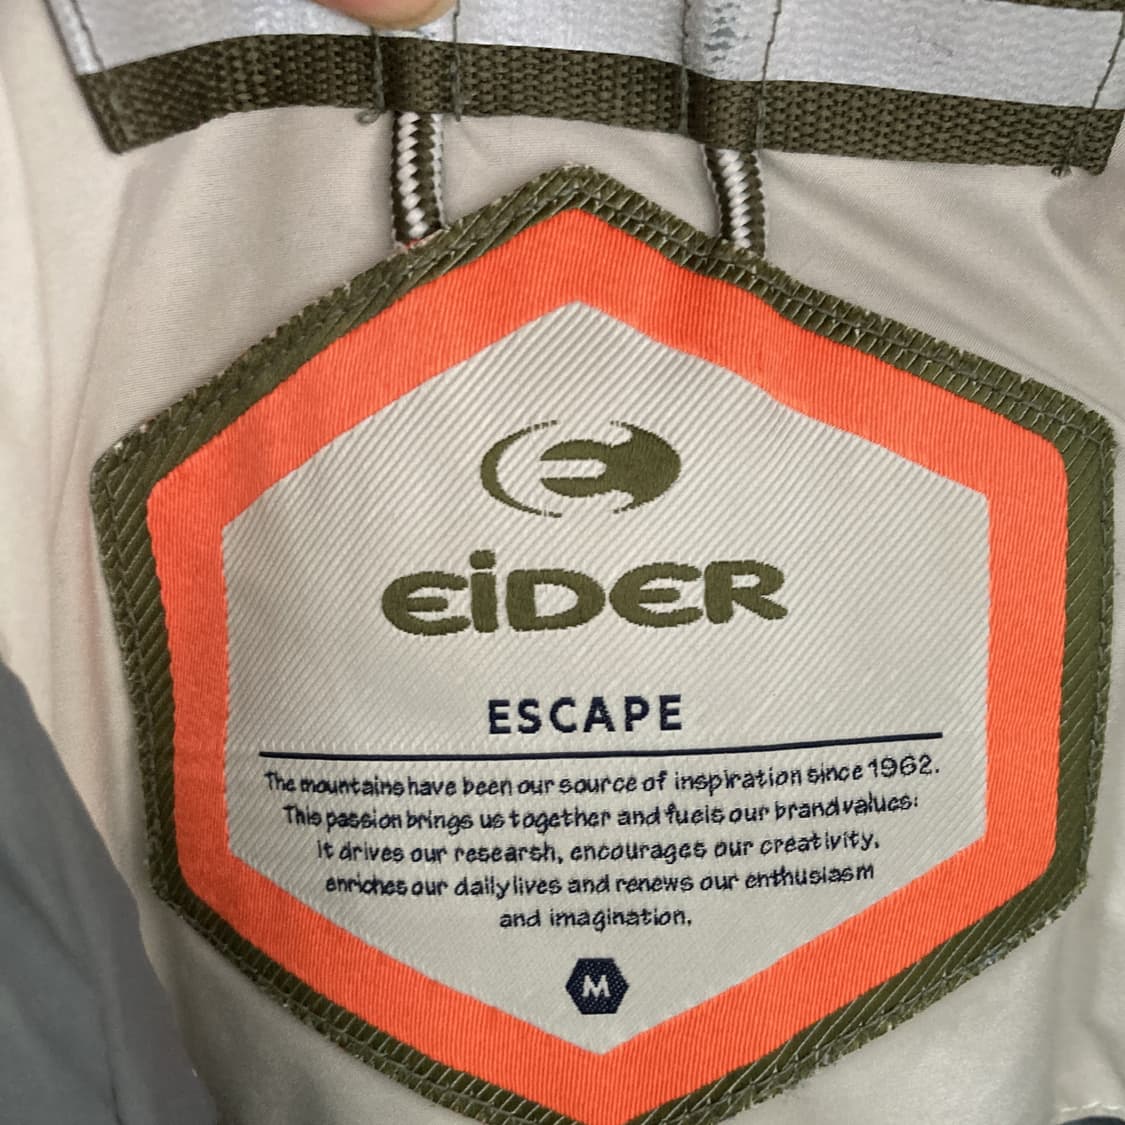 EiDER
ESCAPE
The mountains have been our source of inspiration since 1962.
This passion brings us together and fuels our brand values:
it drives our research, encourages our creativity,
enriches our daily lives and renews our enthusiasm
and imagination.
M